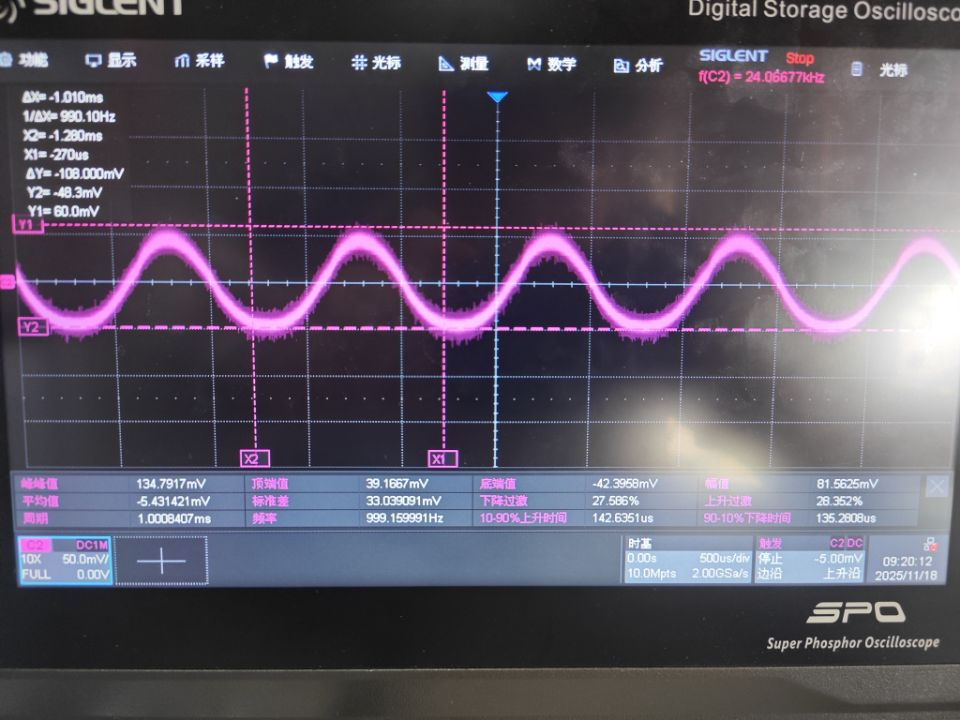 SIGLENT
Digital Storage Oscillosco
功能 显示 采样 触发 光标 测量 数学 分析 SIGLENT Stop 光标
f(C2) = 24.06677kHz
ΔX= -1.010ms
1/ΔX= 990.10Hz
X2= -1.280ms
X1= -270us
ΔY= -108.000mV
Y2= -48.3mV
Y1= 60.0mV
Y1
Y2
X2 X1
峰峰值 134.7917mV 顶端值 39.1667mV 底端值 -42.3958mV 幅值 81.5625mV
平均值 -5.431421mV 标准差 33.039091mV 下降过激 27.586% 上升过激 28.352%
周期 1.0008407ms 频率 999.159991Hz 10-90%上升时间 142.6351us 90-10%下降时间 135.2808us
C2 DC1M
10X 50.0mV/
FULL 0.00V
时基
0.00s 500us/div
10.0Mpts 2.00GSa/s
触发 C2 DC
停止 -5.00mV
边沿 上升沿
09:20:12
2025/11/18
SPO
Super Phosphor Oscilloscope